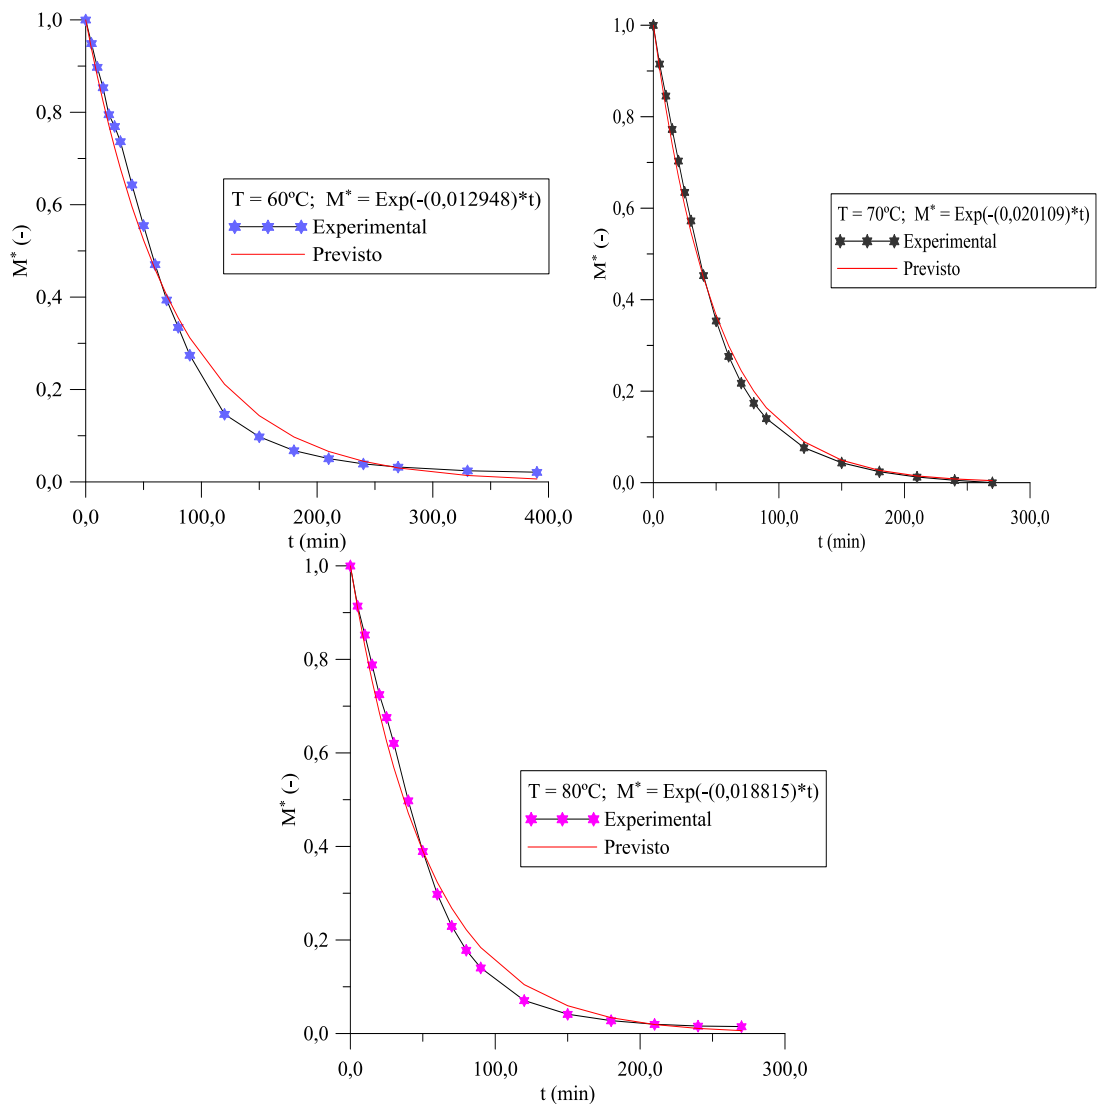 1,0
0,8
0,6
0,4
0,2
0,0
M* (-)
0,0 100,0 200,0 300,0 400,0
t (min)
T = 60ºC; M* = Exp(-(0,012948)*t)
Experimental
Previsto
1,0
0,8
0,6
0,4
0,2
0,0
M* (-)
0,0 100,0 200,0 300,0
t (min)
T = 70ºC; M* = Exp(-(0,020109)*t)
Experimental
Previsto
1,0
0,8
0,6
0,4
0,2
0,0
M* (-)
0,0 100,0 200,0 300,0
t (min)
T = 80ºC; M* = Exp(-(0,018815)*t)
Experimental
Previsto